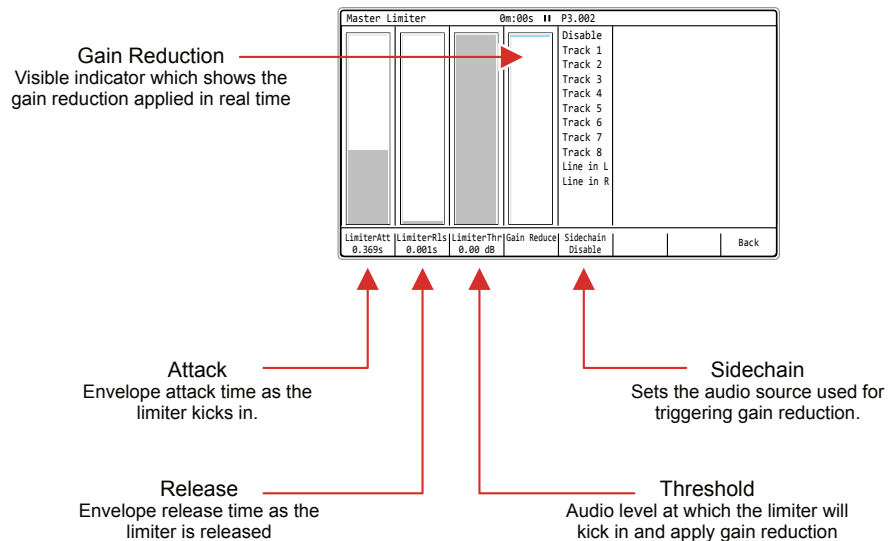 Master Limiter 0m:00s II P3.002
Gain Reduction
Visible indicator which shows the
gain reduction applied in real time
Disable
Track 1
Track 2
Track 3
Track 4
Track 5
Track 6
Track 7
Track 8
Line in L
Line in R
LimiterAtt LimiterRls LimiterThr Gain Reduce Sidechain Back
0.369s 0.001s 0.00 dB Disable
Attack
Envelope attack time as the
limiter kicks in.
Sidechain
Sets the audio source used for
triggering gain reduction.
Release
Envelope release time as the
limiter is released
Threshold
Audio level at which the limiter will
kick in and apply gain reduction